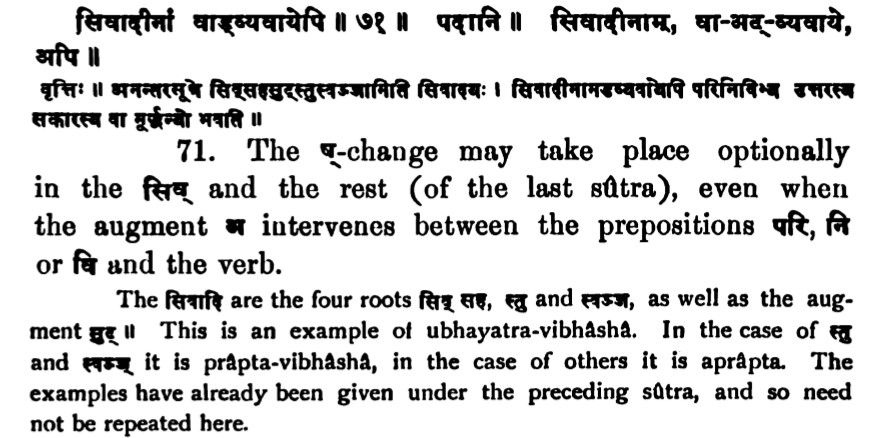 सिवादीनां वाड्व्यवायेपि ॥ ७१ ॥ पदानि ॥ सिवादीनाम्, वा-अट्-व्यवाये,
अपि ॥
वृत्तिः ॥ अनन्तरसूत्रे सिवुसहसुट्स्तुस्वञ्जामिति सिवादयः । सिवादीनामडव्यवायेपि परिनिविभ्य उत्तरस्य
सकारस्य वा मूर्द्धन्यो भवति ॥
71. The ष्-change may take place optionally
in the सिव् and the rest (of the last sûtra), even when
the augment अ intervenes between the prepositions परि, नि
or वि and the verb.
The सिवादि are the four roots सिव् सह, स्तु and स्वञ्ज, as well as the aug-
ment सुट् ॥ This is an example of ubhayatra-vibhâshâ. In the case of स्तु
and स्वञ्ज् it is prâpta-vibhâshâ, in the case of others it is aprâpta. The
examples have already been given under the preceding sûtra, and so need
not be repeated here.